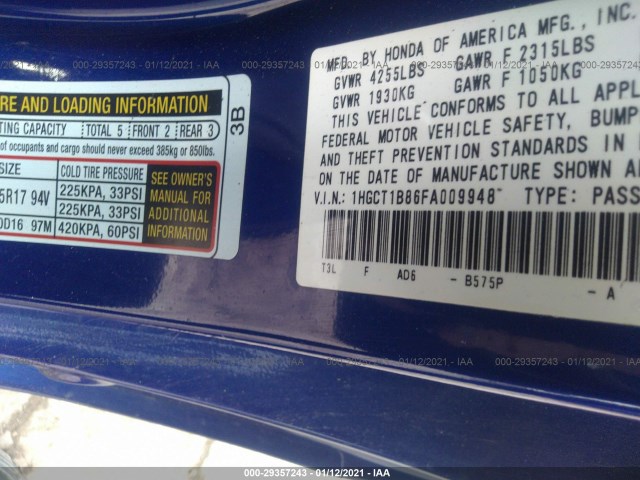 MFD. BY HONDA OF AMERICA MFG., INC.
GVWR 4255LBS GAWR F 2315LBS
GVWR 1930KG GAWR F 1050KG
THIS VEHICLE CONFORMS TO ALL APPL
FEDERAL MOTOR VEHICLE SAFETY, BUMP
AND THEFT PREVENTION STANDARDS IN
ON THE DATE OF MANUFACTURE SHOWN A
V.I.N.: 1HGCT1B86FA009948 TYPE: PASS
T3L F AD6 - B575P - A
RE AND LOADING INFORMATION
TING CAPACITY TOTAL 5 FRONT 2 REAR 3
of occupants and cargo should never exceed 385kg or 850lbs.
SIZE COLD TIRE PRESSURE
5R17 94V 225KPA, 33PSI
225KPA, 33PSI
0D16 97M 420KPA, 60PSI
SEE OWNER'S
MANUAL FOR
ADDITIONAL
INFORMATION
3B
000-29357243 - 01/12/2021 - IAA